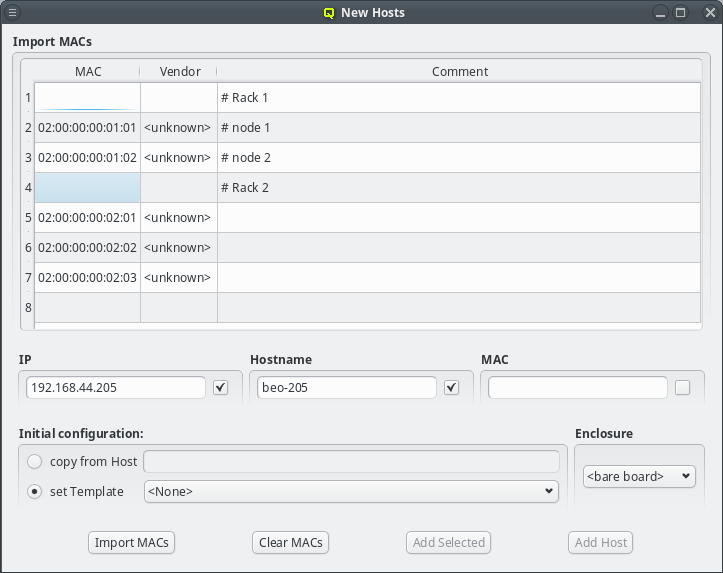 New Hosts
Import MACs
MAC Vendor Comment
1 # Rack 1
2 02:00:00:00:01:01 <unknown> # node 1
3 02:00:00:00:01:02 <unknown> # node 2
4 # Rack 2
5 02:00:00:00:02:01 <unknown>
6 02:00:00:00:02:02 <unknown>
7 02:00:00:00:02:03 <unknown>
8
IP Hostname MAC
192.168.44.205 beo-205
Initial configuration: Enclosure
copy from Host
<bare board>
set Template <None>
Import MACs Clear MACs Add Selected Add Host